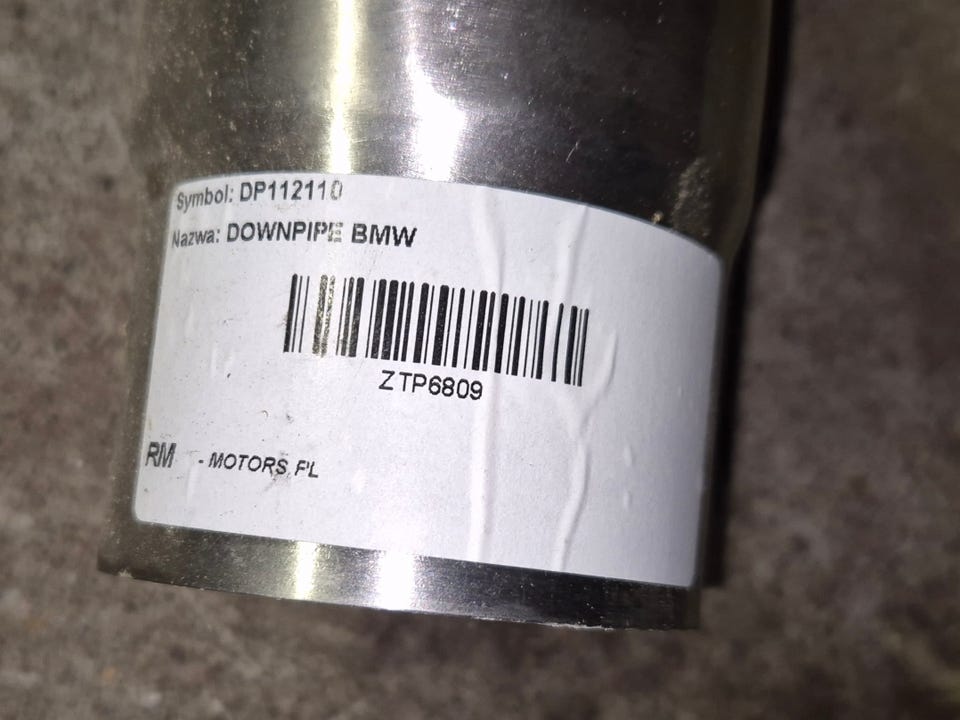 Symbol: DP112110
Nazwa: DOWNPIPE BMW
ZTP6809
RM - MOTORS.PL